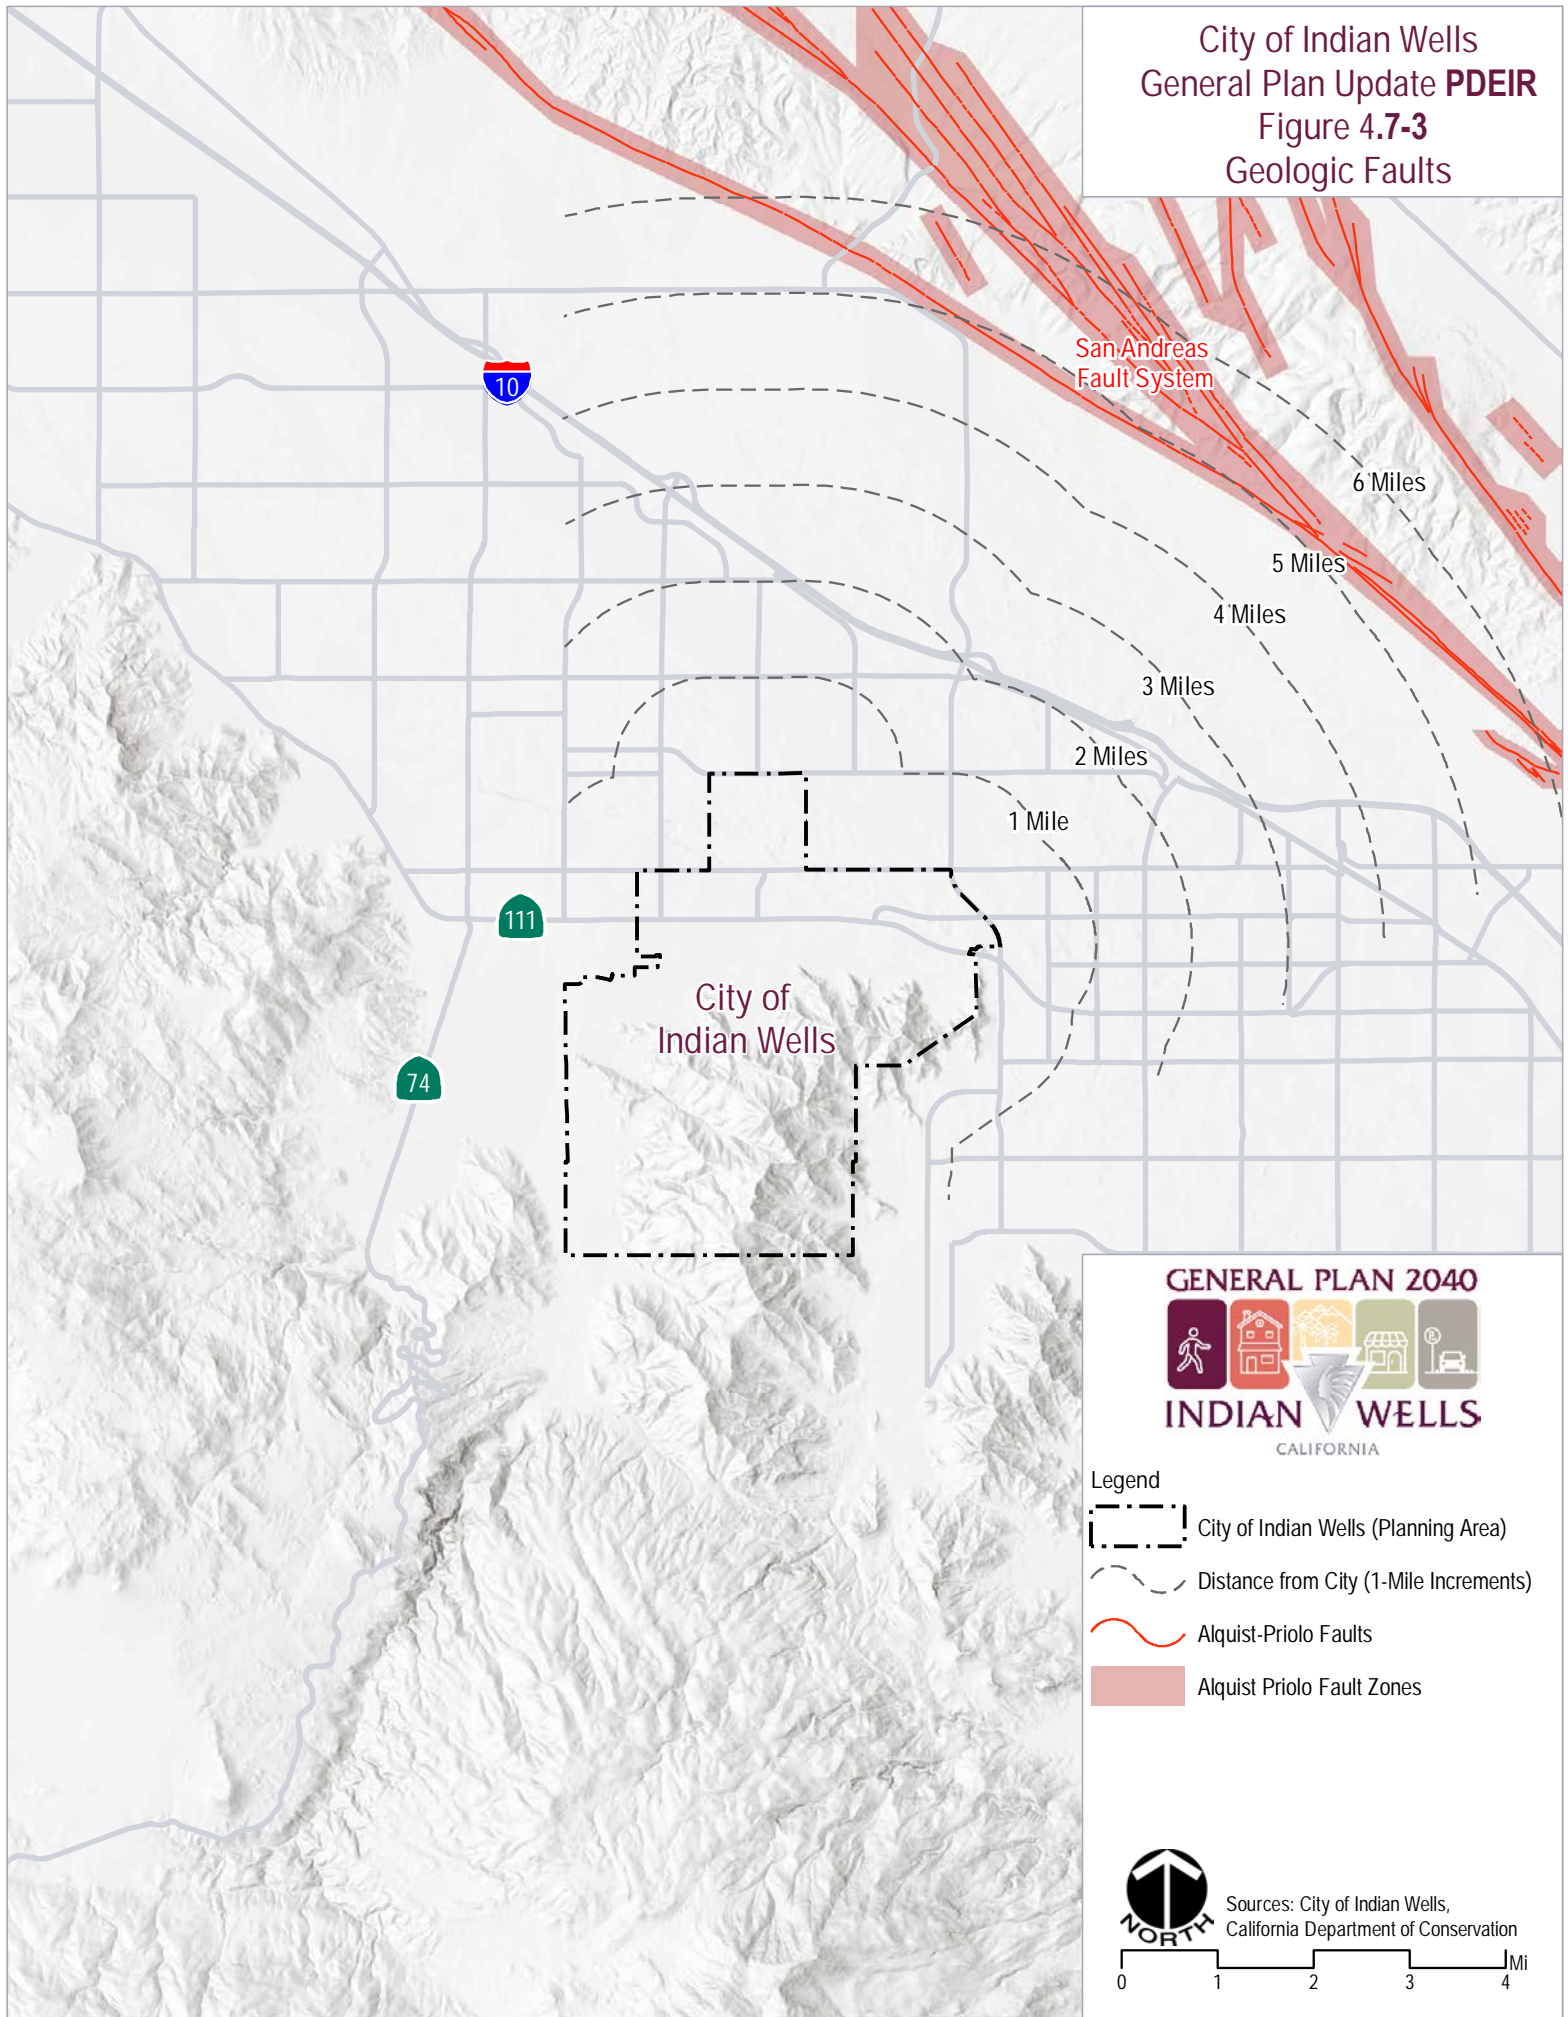 City of Indian Wells
General Plan Update PDEIR
Figure 4.7-3
Geologic Faults
San Andreas
Fault System
10
6 Miles
5 Miles
4 Miles
3 Miles
2 Miles
1 Mile
111
City of
Indian Wells
74
GENERAL PLAN 2040
INDIAN WELLS
CALIFORNIA
Legend
City of Indian Wells (Planning Area)
Distance from City (1-Mile Increments)
Alquist-Priolo Faults
Alquist Priolo Fault Zones
NORTH
Sources: City of Indian Wells,
California Department of Conservation
Mi
0 1 2 3 4